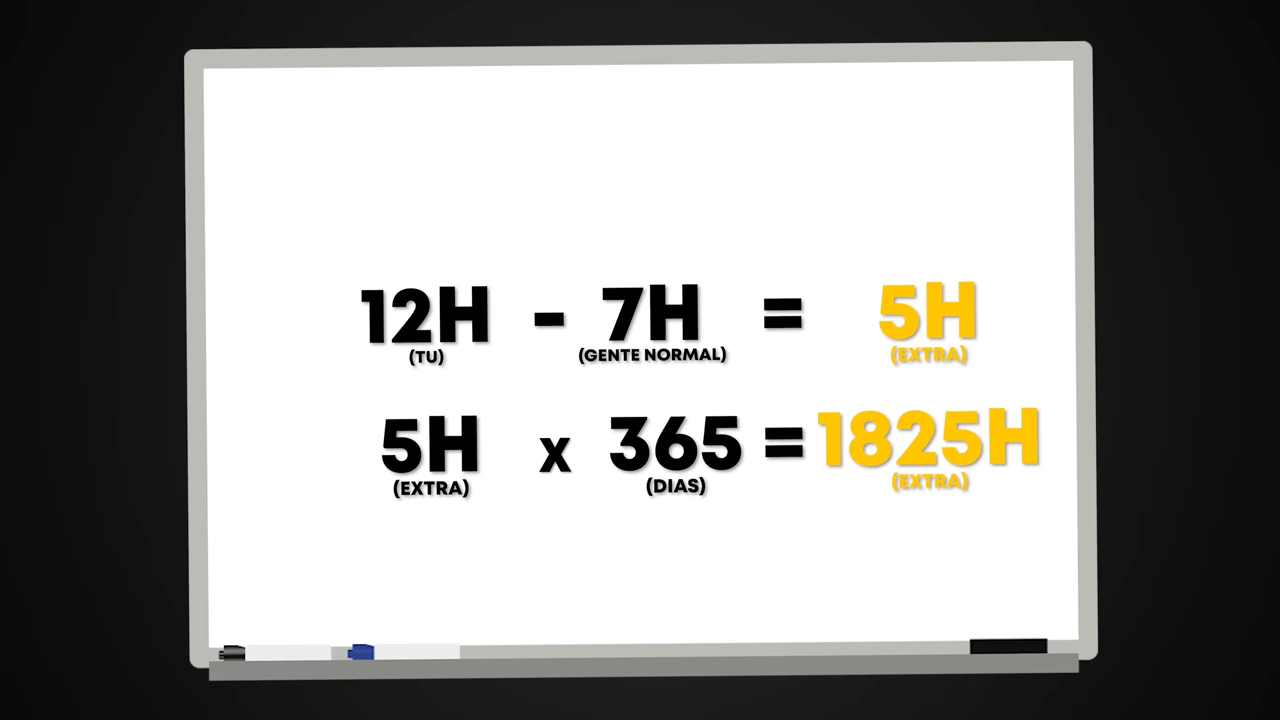 12H - 7H = 5H
(TU) (GENTE NORMAL) (EXTRA)
5H x 365 = 1825H
(EXTRA) (DIAS) (EXTRA)